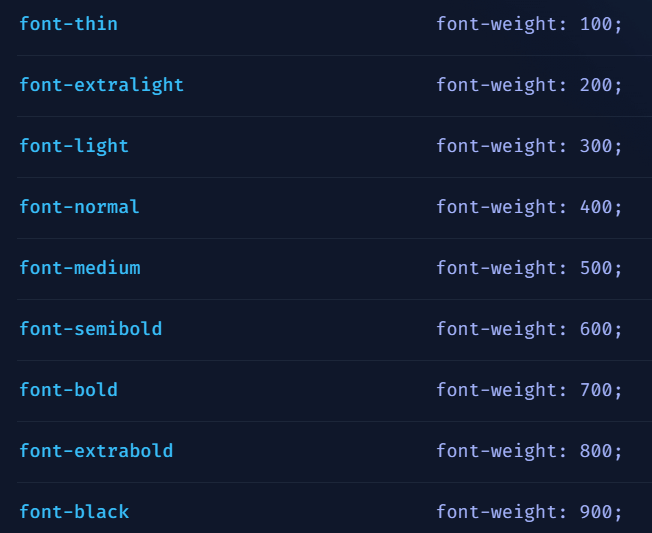 font-thin font-weight: 100;
font-extralight font-weight: 200;
font-light font-weight: 300;
font-normal font-weight: 400;
font-medium font-weight: 500;
font-semibold font-weight: 600;
font-bold font-weight: 700;
font-extrabold font-weight: 800;
font-black font-weight: 900;